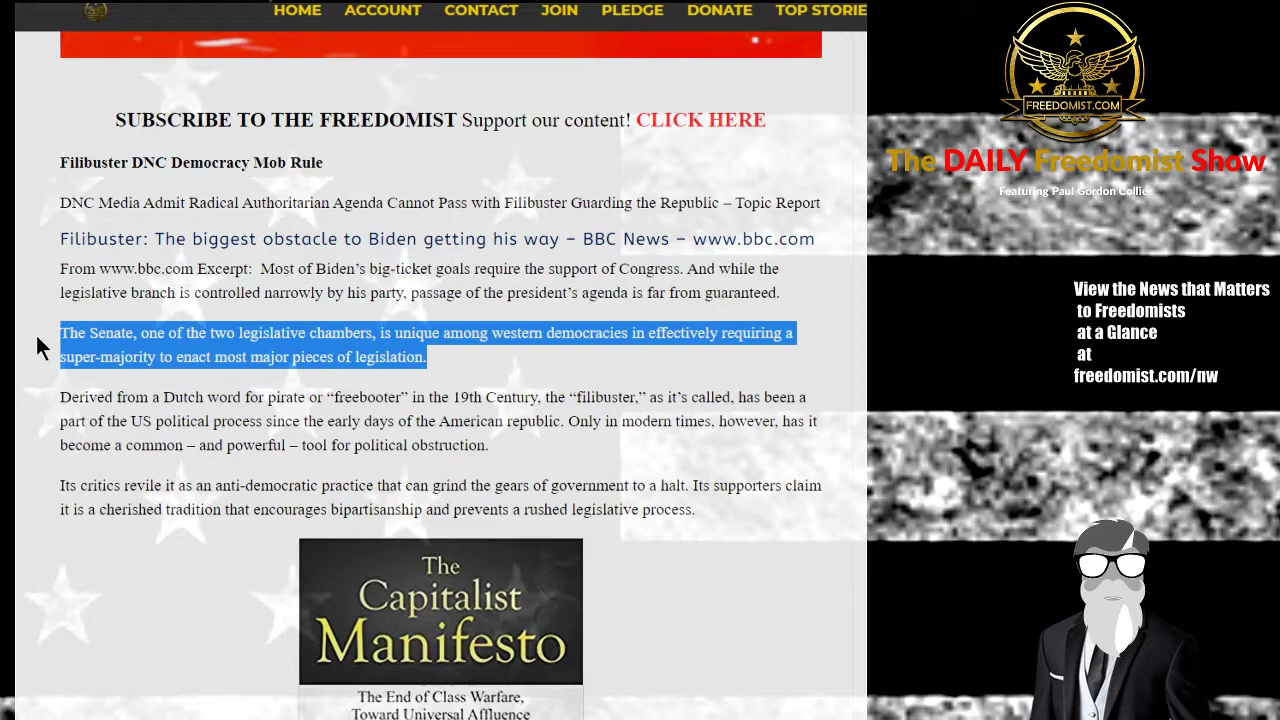 HOME ACCOUNT CONTACT JOIN PLEDGE DONATE TOP STORIE
SUBSCRIBE TO THE FREEDOMIST Support our content! CLICK HERE
Filibuster DNC Democracy Mob Rule
DNC Media Admit Radical Authoritarian Agenda Cannot Pass with Filibuster Guarding the Republic – Topic Report
Filibuster: The biggest obstacle to Biden getting his way – BBC News – www.bbc.com
From www.bbc.com Excerpt: Most of Biden's big-ticket goals require the support of Congress. And while the
legislative branch is controlled narrowly by his party, passage of the president's agenda is far from guaranteed.
The Senate, one of the two legislative chambers, is unique among western democracies in effectively requiring a
super-majority to enact most major pieces of legislation.
Derived from a Dutch word for pirate or “freebooter” in the 19th Century, the “filibuster,” as it's called, has been a
part of the US political process since the early days of the American republic. Only in modern times, however, has it
become a common – and powerful – tool for political obstruction.
Its critics revile it as an anti-democratic practice that can grind the gears of government to a halt. Its supporters claim
it is a cherished tradition that encourages bipartisanship and prevents a rushed legislative process.
The
Capitalist
Manifesto
The End of Class Warfare,
Toward Universal Affluence
FREEDOMIST.COM
The DAILY Freedomist Show
Featuring Paul Gordon Collie
View the News that Matters
to Freedomists
at a Glance
at
freedomist.com/nw